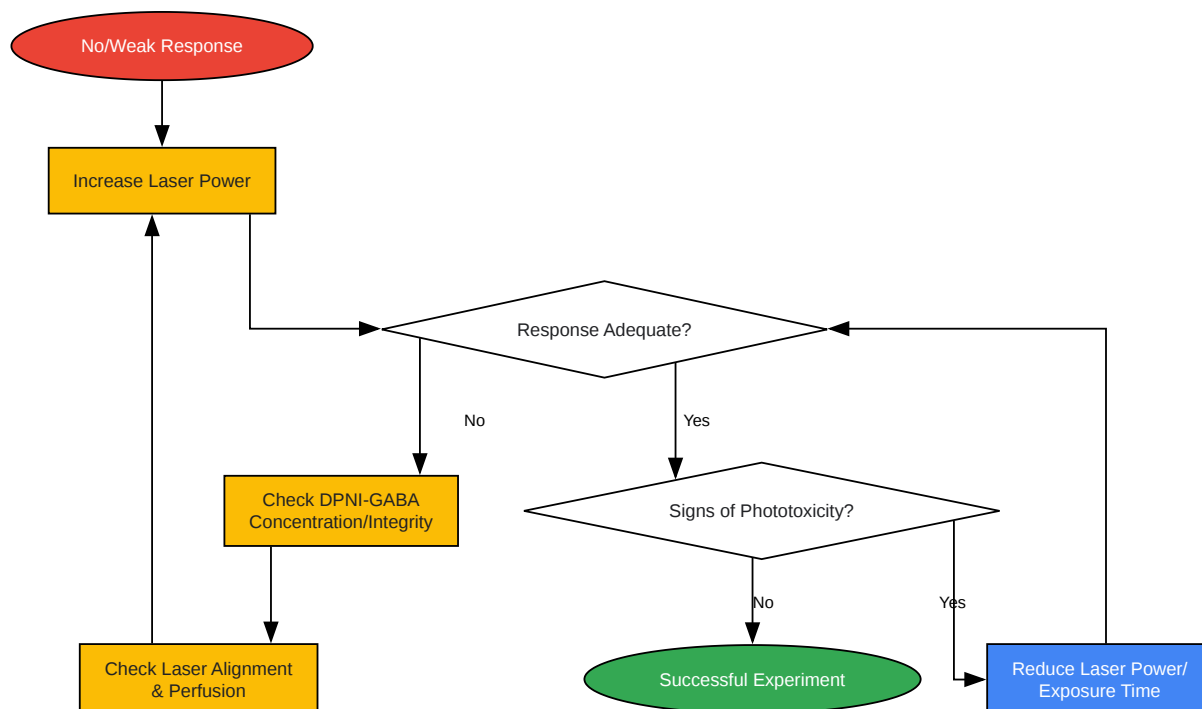 No/Weak Response
Increase Laser Power
Response Adequate?
No
Yes
Check DPNI-GABA
Concentration/Integrity
Signs of Phototoxicity?
No
Yes
Check Laser Alignment
& Perfusion
Successful Experiment
Reduce Laser Power/
Exposure Time